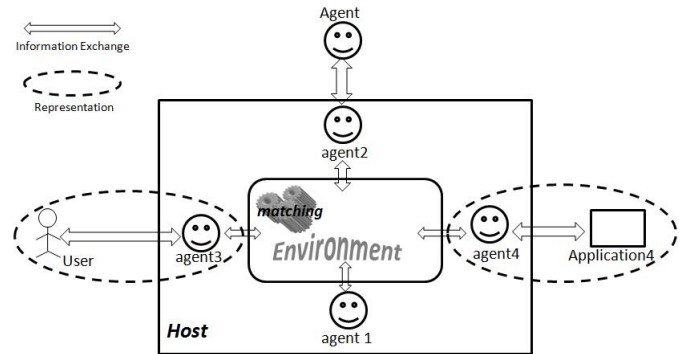 Agent
Information Exchange
Representation
agent2
matching
Environment
User
agent3
agent4
Application4
agent 1
Host